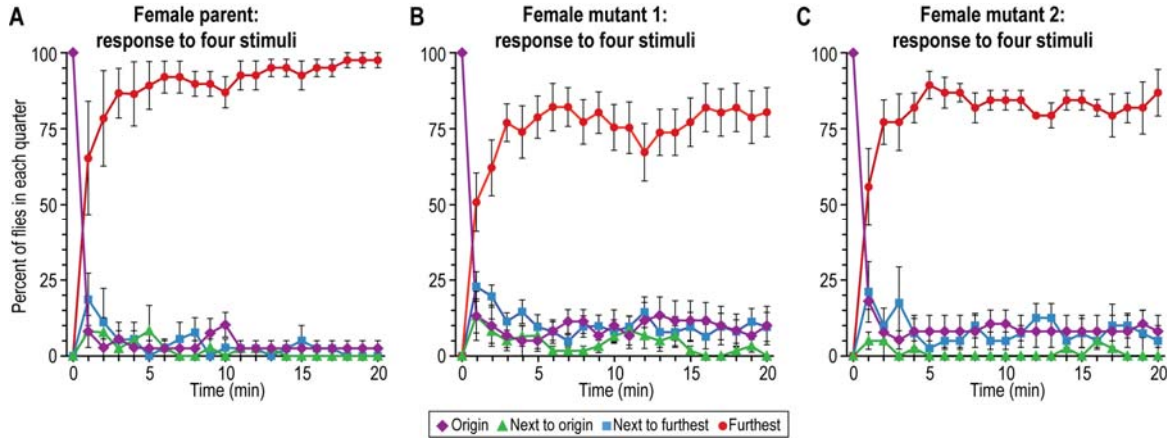 A
Female parent:
response to four stimuli
B
Female mutant 1:
response to four stimuli
C
Female mutant 2:
response to four stimuli
Percent of flies in each quarter
100
75
50
25
0
0 5 10 15 20
Time (min)
100
75
50
25
0
0 5 10 15 20
Time (min)
100
75
50
25
0
0 5 10 15 20
Time (min)
Origin Next to origin Next to furthest Furthest